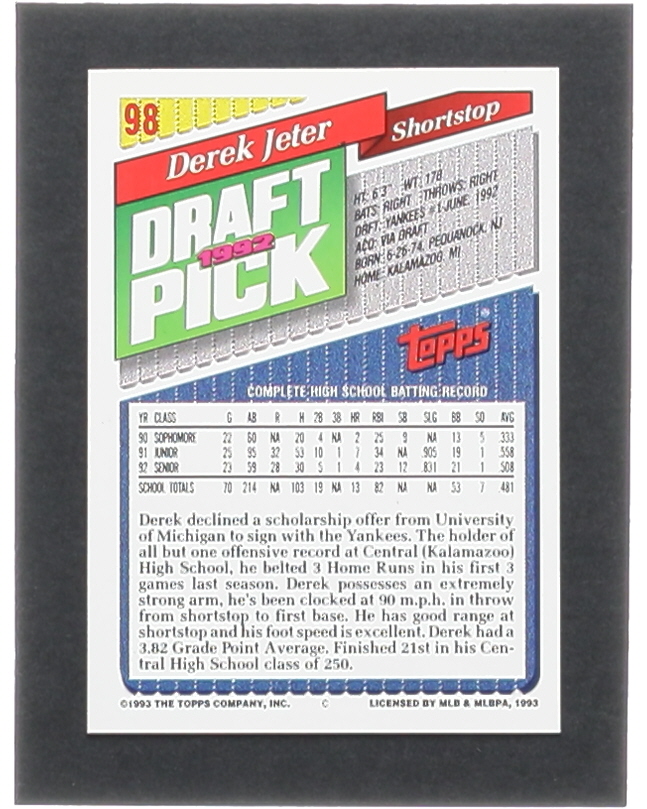 98
Derek Jeter
Shortstop
DRAFT
1992
PICK
HT: 6'3" WT: 178
BATS: RIGHT THROWS: RIGHT
DRFT: YANKEES #1-JUNE, 1992
ACQ: VIA DRAFT
BORN: 6-26-74, PEQUANOCK, NJ
HOME: KALAMAZOO, MI
topps®
COMPLETE HIGH SCHOOL BATTING RECORD
YR CLASS G AB R H 2B 3B HR RBI SB SLG BB SO AVG
90 SOPHOMORE 22 60 NA 20 4 NA 2 25 9 NA 13 5 .333
91 JUNIOR 25 95 32 53 10 1 7 34 NA .905 19 1 .558
92 SENIOR 23 59 28 30 5 1 4 23 12 .831 21 1 .508
SCHOOL TOTALS 70 214 NA 103 19 NA 13 82 NA NA 53 7 .481
Derek declined a scholarship offer from University
of Michigan to sign with the Yankees. The holder of
all but one offensive record at Central (Kalamazoo)
High School, he belted 3 Home Runs in his first 3
games last season. Derek possesses an extremely
strong arm, he's been clocked at 90 m.p.h. in throw
from shortstop to first base. He has good range at
shortstop and his foot speed is excellent. Derek had a
3.82 Grade Point Average. Finished 21st in his Cen-
tral High School class of 250.
©1993 THE TOPPS COMPANY, INC. C LICENSED BY MLB & MLBPA, 1993